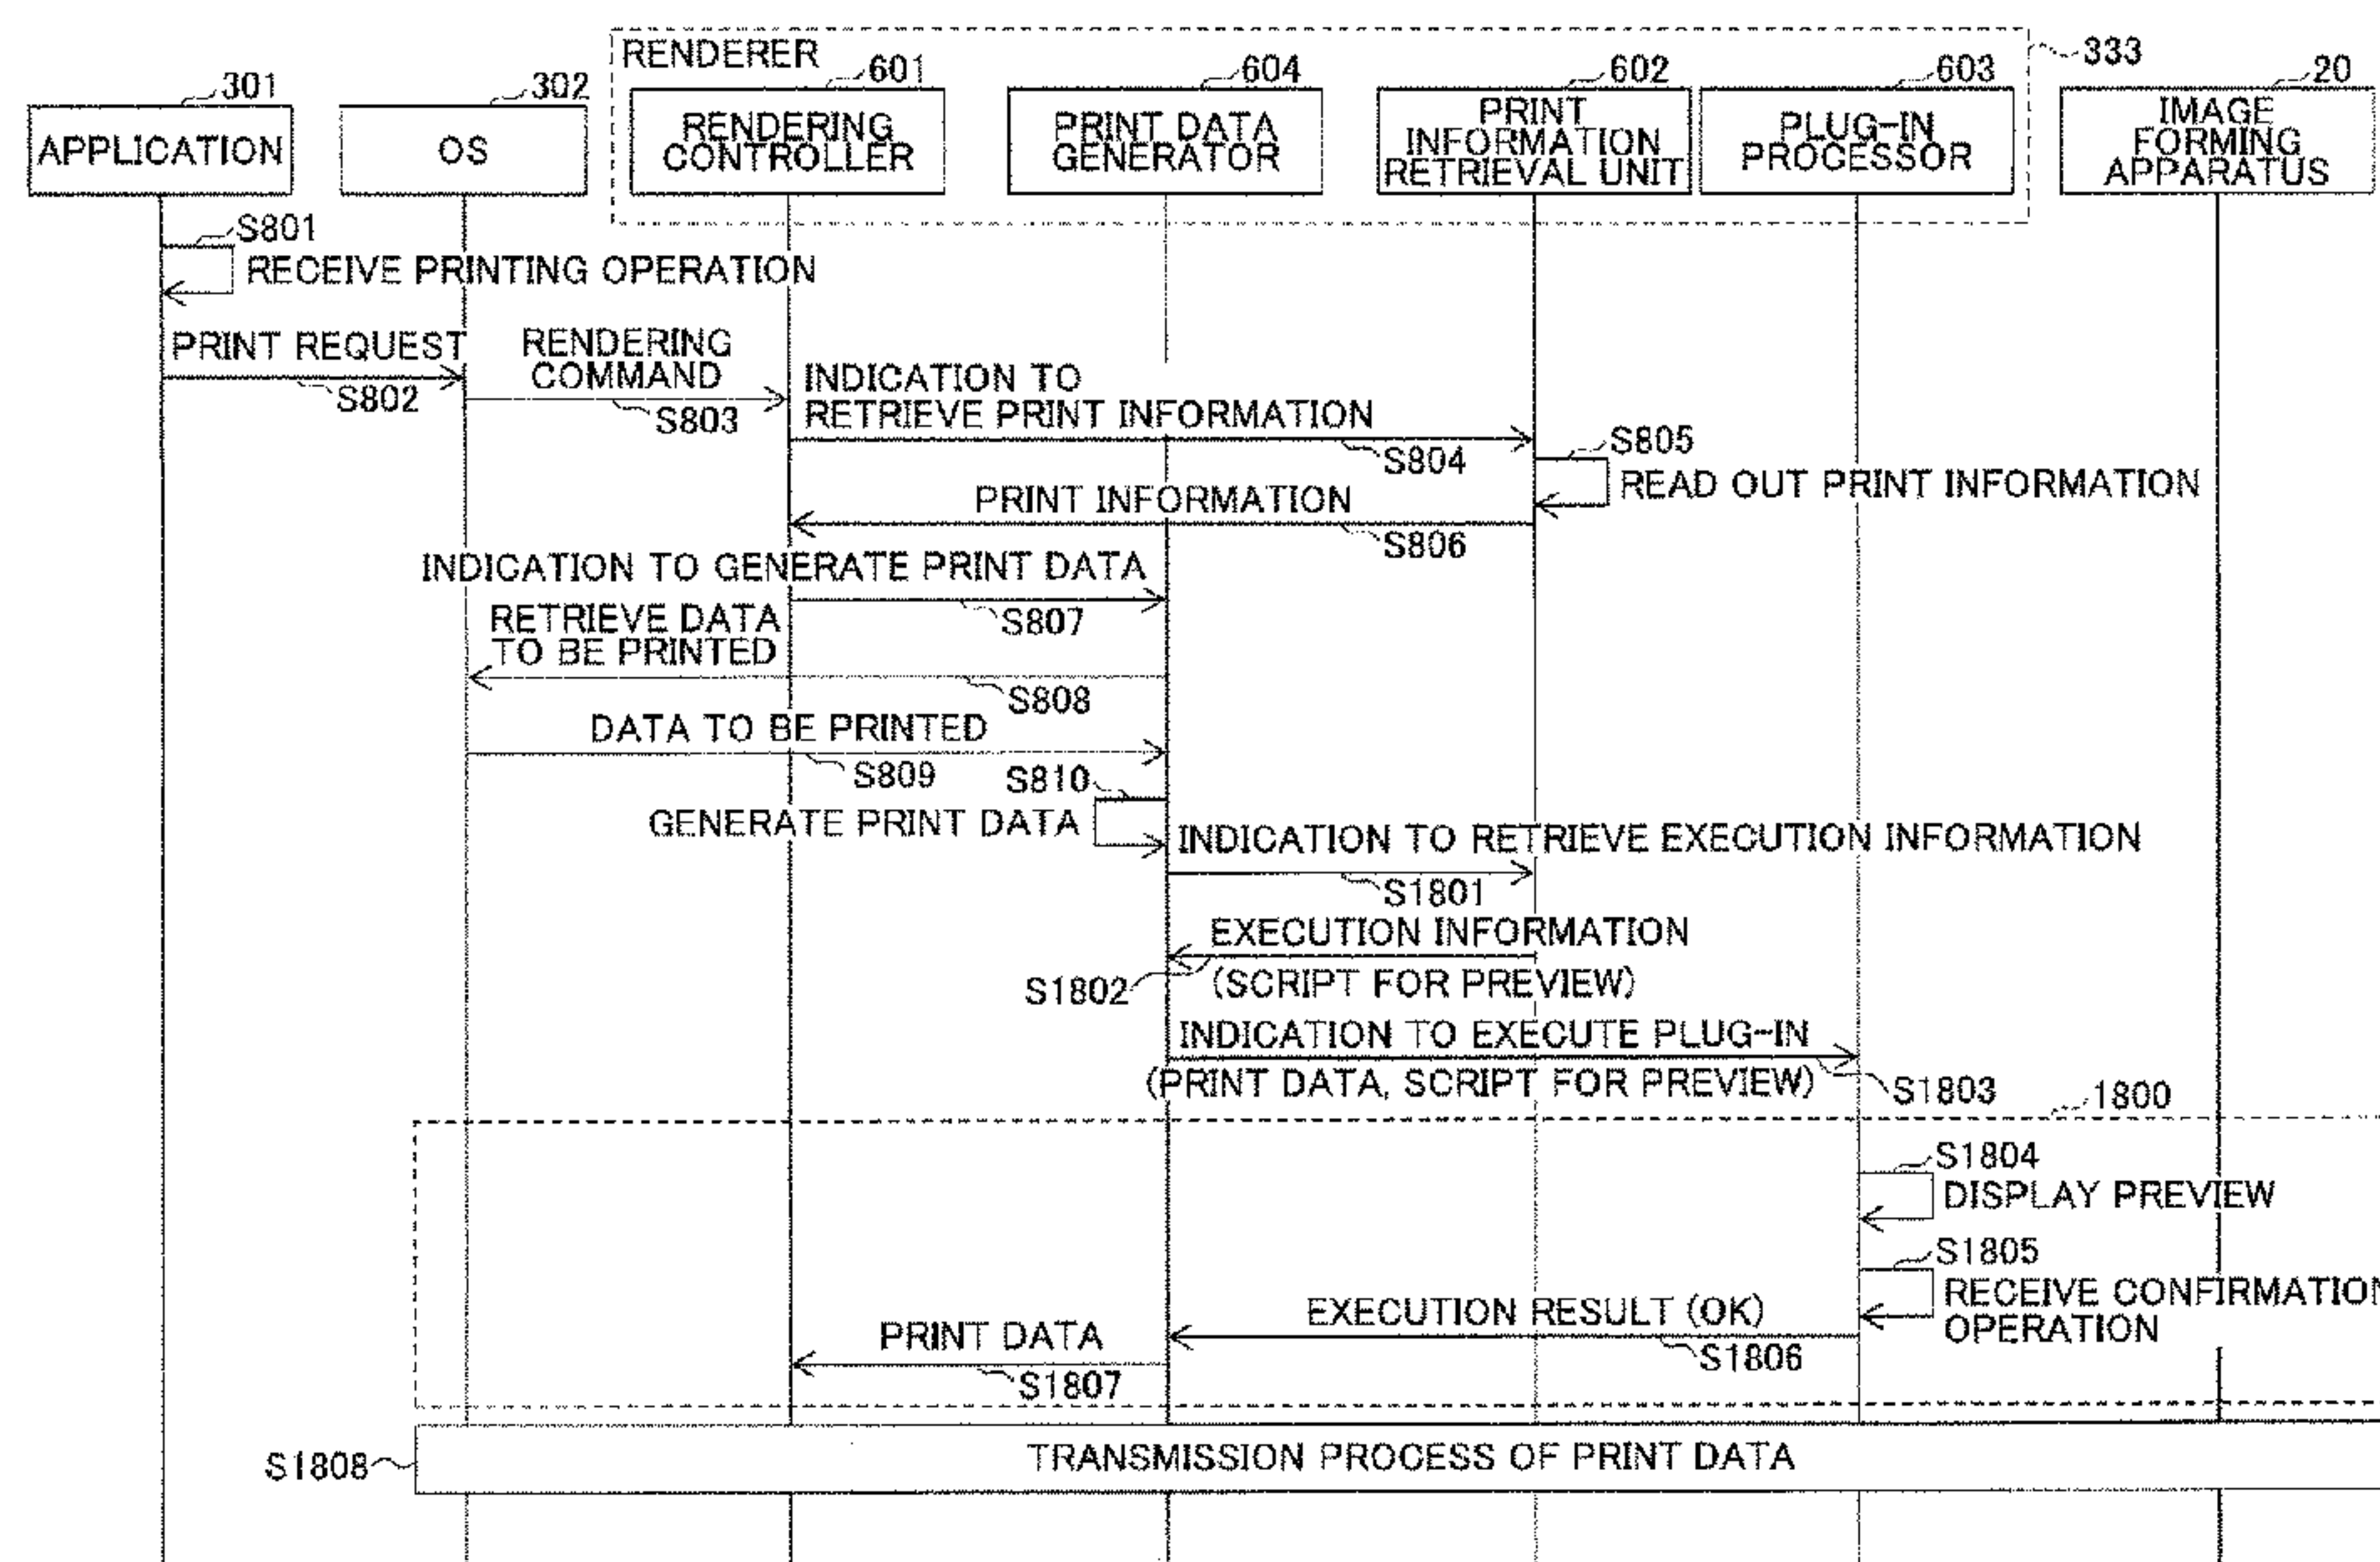 RENDERER
333
301
APPLICATION
302
OS
601
RENDERING
CONTROLLER
604
PRINT DATA
GENERATOR
602
PRINT
INFORMATION
RETRIEVAL UNIT
603
PLUG-IN
PROCESSOR
20
IMAGE
FORMING
APPARATUS
S801
RECEIVE PRINTING OPERATION
PRINT REQUEST
S802
RENDERING
COMMAND
S803
INDICATION TO
RETRIEVE PRINT INFORMATION
S804
S805
READ OUT PRINT INFORMATION
PRINT INFORMATION
S806
INDICATION TO GENERATE PRINT DATA
S807
RETRIEVE DATA
TO BE PRINTED
S808
DATA TO BE PRINTED
S809
S810
GENERATE PRINT DATA
INDICATION TO RETRIEVE EXECUTION INFORMATION
S1801
EXECUTION INFORMATION
(SCRIPT FOR PREVIEW)
S1802
INDICATION TO EXECUTE PLUG-IN
(PRINT DATA, SCRIPT FOR PREVIEW)
S1803
1800
S1804
DISPLAY PREVIEW
S1805
RECEIVE CONFIRMATION
OPERATION
EXECUTION RESULT (OK)
S1806
PRINT DATA
S1807
S1808
TRANSMISSION PROCESS OF PRINT DATA